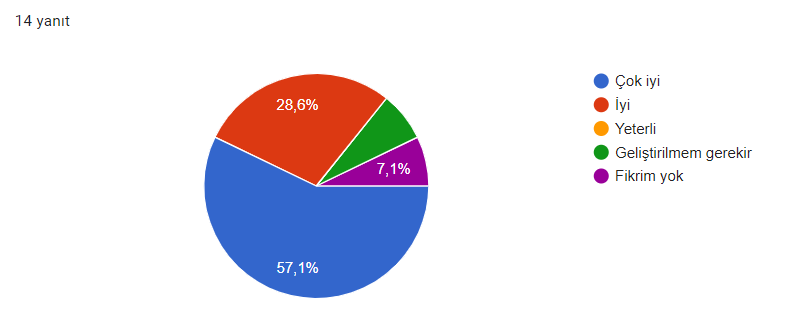 14 yanıt
28,6%
7,1%
57,1%
Çok iyi
İyi
Yeterli
Geliştirilmem gerekir
Fikrim yok